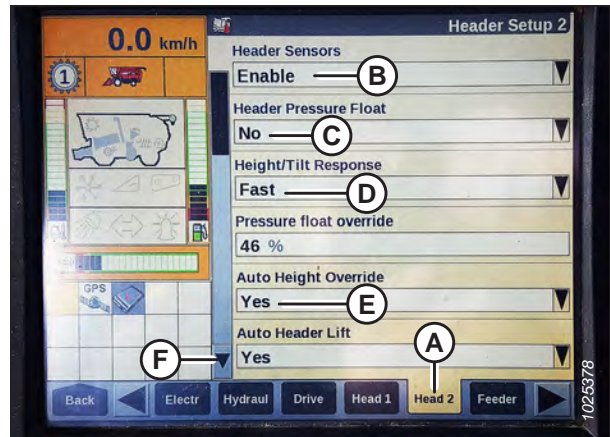 Header Setup 2
0.0 km/h
1
Header Sensors
Enable
B
Header Pressure Float
No
C
Height/Tilt Response
Fast
D
Pressure float override
46 %
Auto Height Override
Yes
E
GPS
Auto Header Lift
Yes
A
F
Back
Electr
Hydraul
Drive
Head 1
Head 2
Feeder
1025378